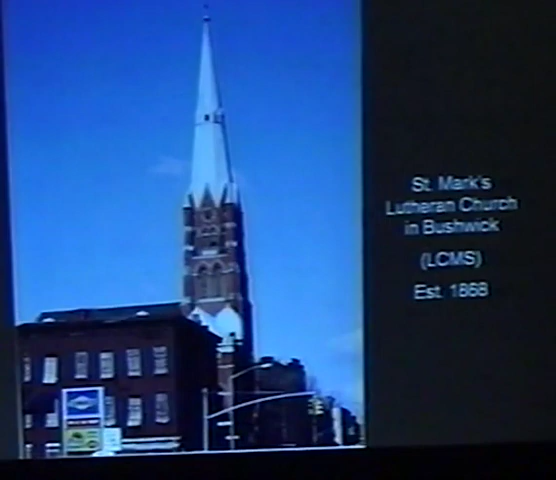 St. Mark's
Lutheran Church
in Bushwick
(LCMS)
Est. 1868